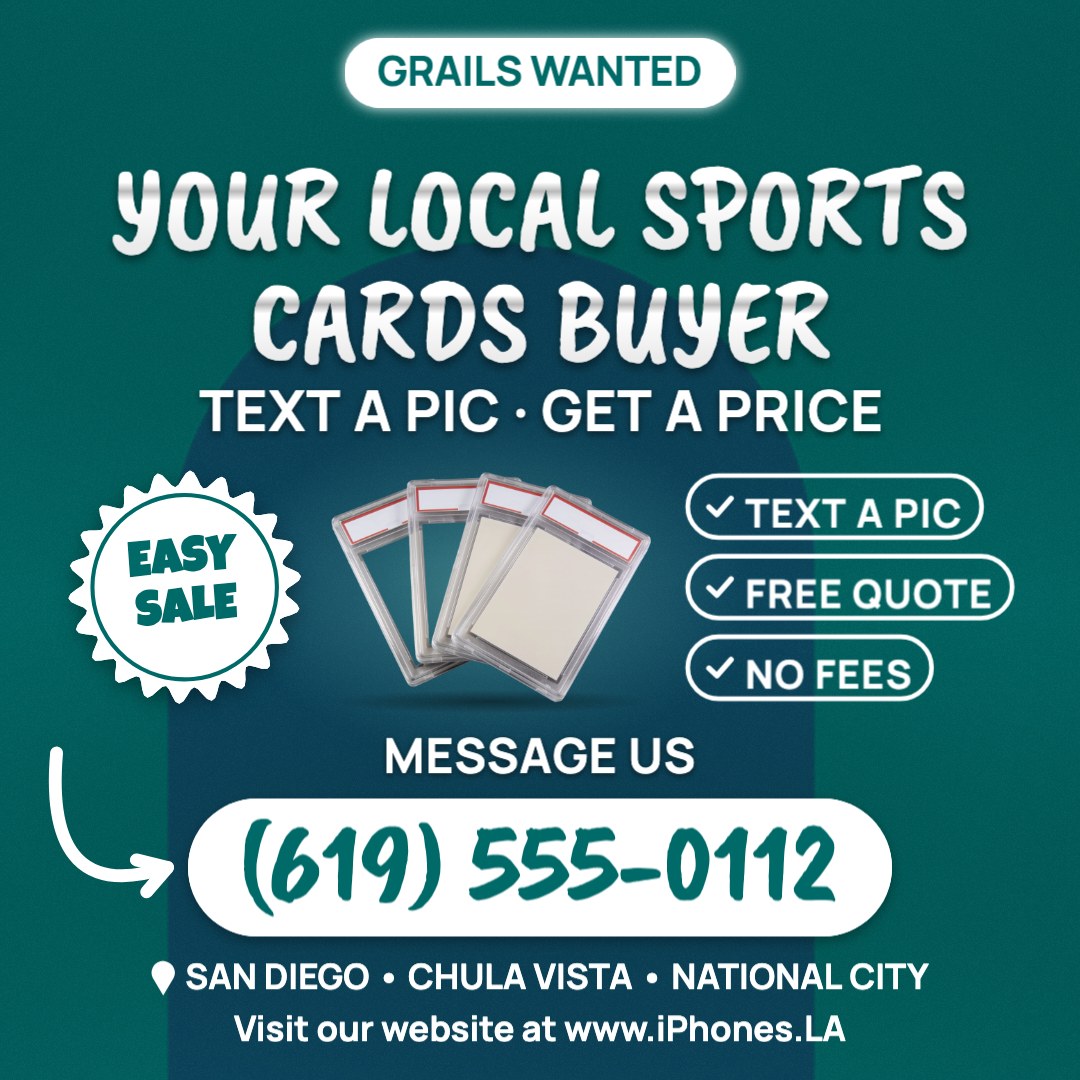 GRAILS WANTED
YOUR LOCAL SPORTS
CARDS BUYER
TEXT A PIC · GET A PRICE
EASY
SALE
TEXT A PIC
FREE QUOTE
NO FEES
MESSAGE US
(619) 555-0112
SAN DIEGO • CHULA VISTA • NATIONAL CITY
Visit our website at www.iPhones.LA